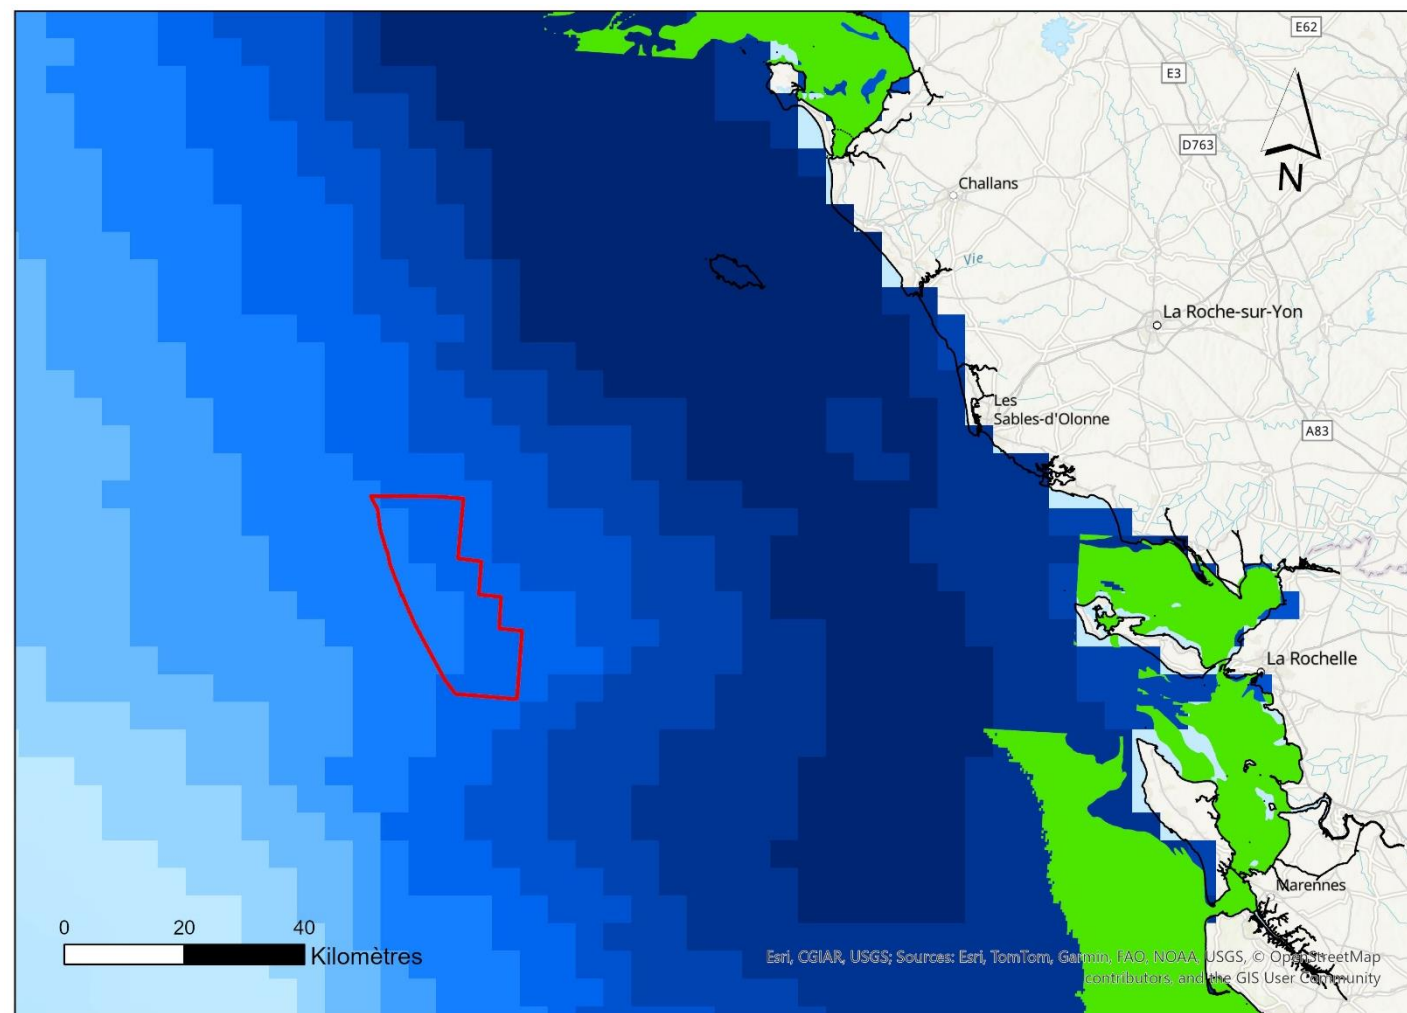 E62
E3
D763
N
Challans
Vie
La Roche-sur-Yon
Les
Sables-d'Olonne
A83
La Rochelle
Marennes
0 20 40
Kilomètres
Esri, CGIAR, USGS; Sources: Esri, TomTom, Garmin, FAO, NOAA, USGS, © OpenStreetMap
contributors, and the GIS User Community